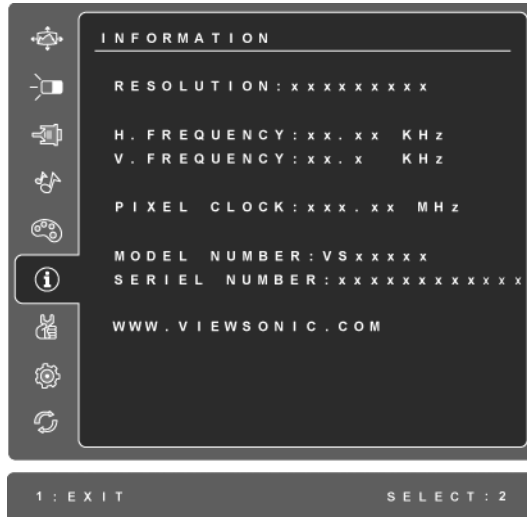 INFORMATION
RESOLUTION:xxxxxxxxx
H. FREQUENCY:xx.xx KHz
V. FREQUENCY:xx.x KHz
PIXEL CLOCK:xxx.xx MHz
MODEL NUMBER:VSxxxxx
SERIEL NUMBER:xxxxxxxxxxxx
WWW.VIEWSONIC.COM
1:EXIT SELECT:2